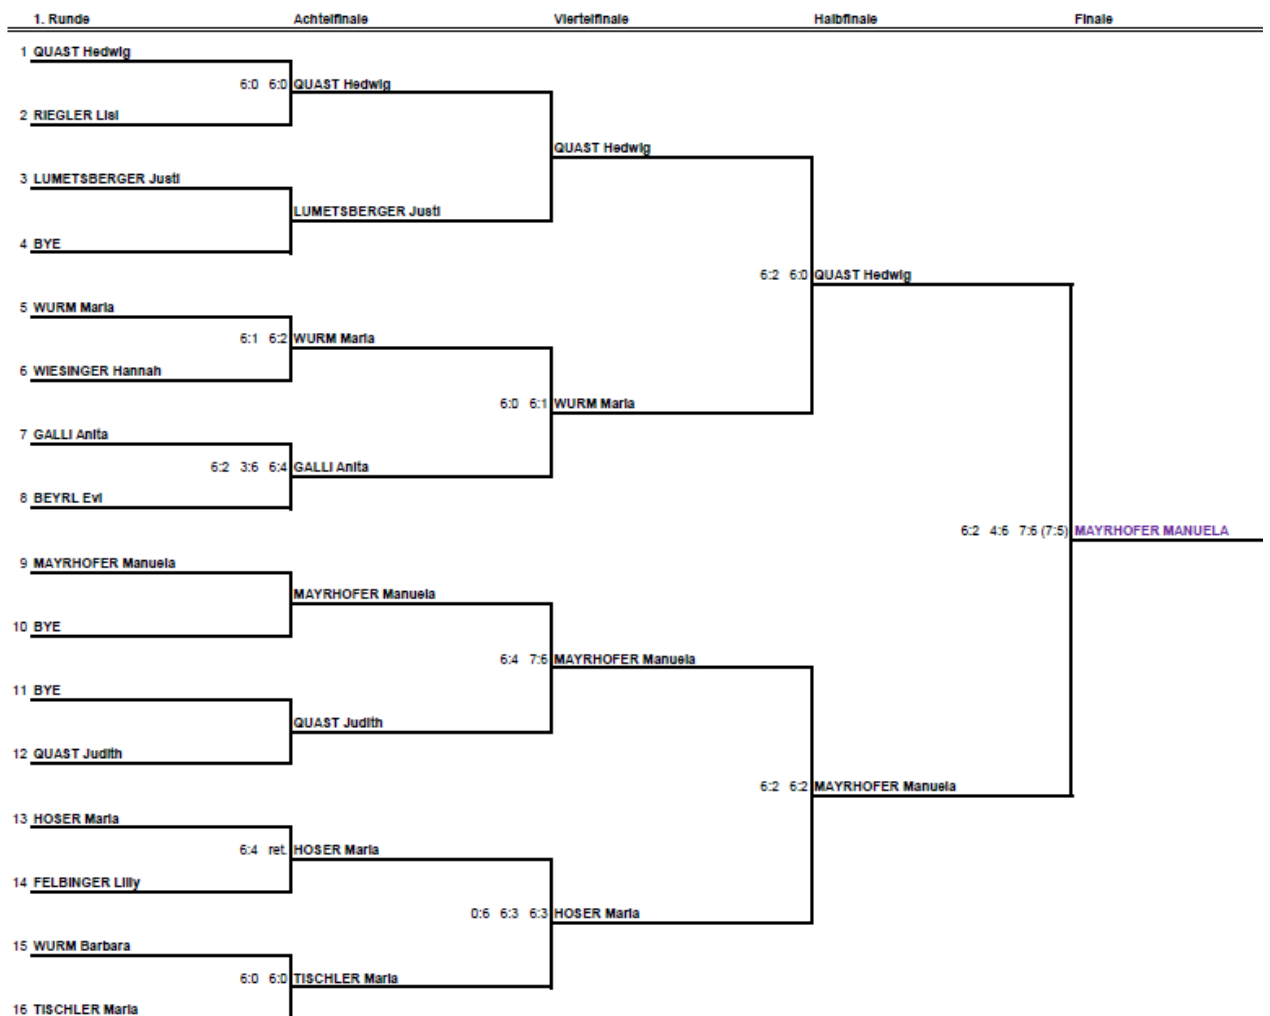 1. Runde Achtelfinale Viertelfinale Halbfinale Finale
1 QUAST Hedwig
6:0 6:0 QUAST Hedwig
2 RIEGLER Lisi
QUAST Hedwig
3 LUMETSBERGER Justi
LUMETSBERGER Justi
4 BYE
6:2 6:0 QUAST Hedwig
5 WURM Maria
6:1 6:2 WURM Maria
6 WIESINGER Hannah
6:0 6:1 WURM Maria
7 GALLI Anita
6:2 3:6 6:4 GALLI Anita
8 BEYRL Evi
6:2 4:6 7:6 (7:5) MAYRHOFER MANUELA
9 MAYRHOFER Manuela
MAYRHOFER Manuela
10 BYE
6:4 7:6 MAYRHOFER Manuela
11 BYE
QUAST Judith
12 QUAST Judith
6:2 6:2 MAYRHOFER Manuela
13 HOSER Maria
6:4 ret. HOSER Maria
14 FELBINGER Lilly
0:6 6:3 6:3 HOSER Maria
15 WURM Barbara
6:0 6:0 TISCHLER Maria
16 TISCHLER Maria